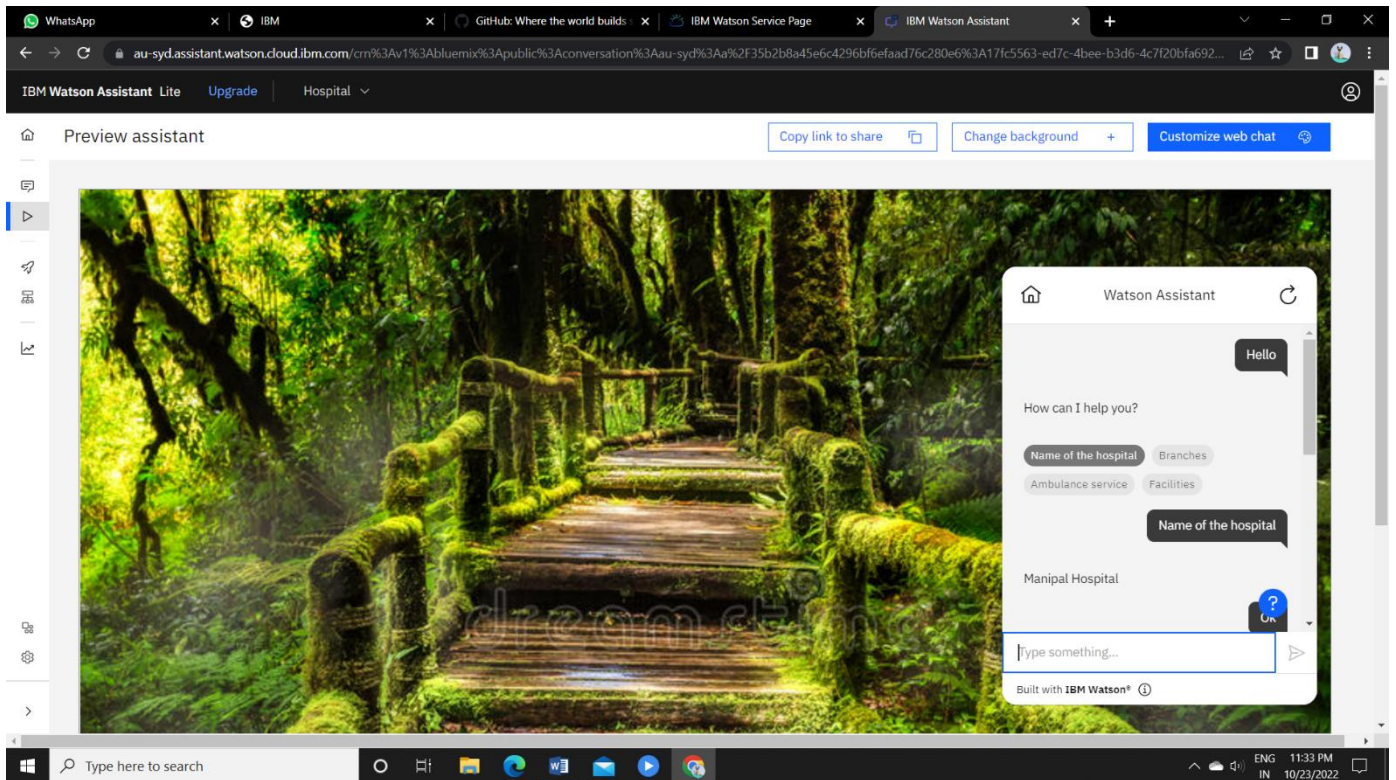 WhatsApp
IBM
GitHub: Where the world builds s
IBM Watson Service Page
IBM Watson Assistant
au-syd.assistant.watson.cloud.ibm.com/crn%3Av1%3Abluemix%3Apublic%3Aconversation%3Aau-syd%3Aa%2F35b2b8a45e6c4296bf6efaad76c280e6%3A17fc5563-ed7c-4bee-b3d6-4c7f20bfa692...
IBM Watson Assistant Lite Upgrade Hospital
Preview assistant
Copy link to share
Change background +
Customize web chat
Watson Assistant
Hello
How can I help you?
Name of the hospital Branches
Ambulance service Facilities
Name of the hospital
Manipal Hospital
?
Ok
Type something...
Built with IBM Watson®
dreamstime
Type here to search
ENG 11:33 PM
IN 10/23/2022